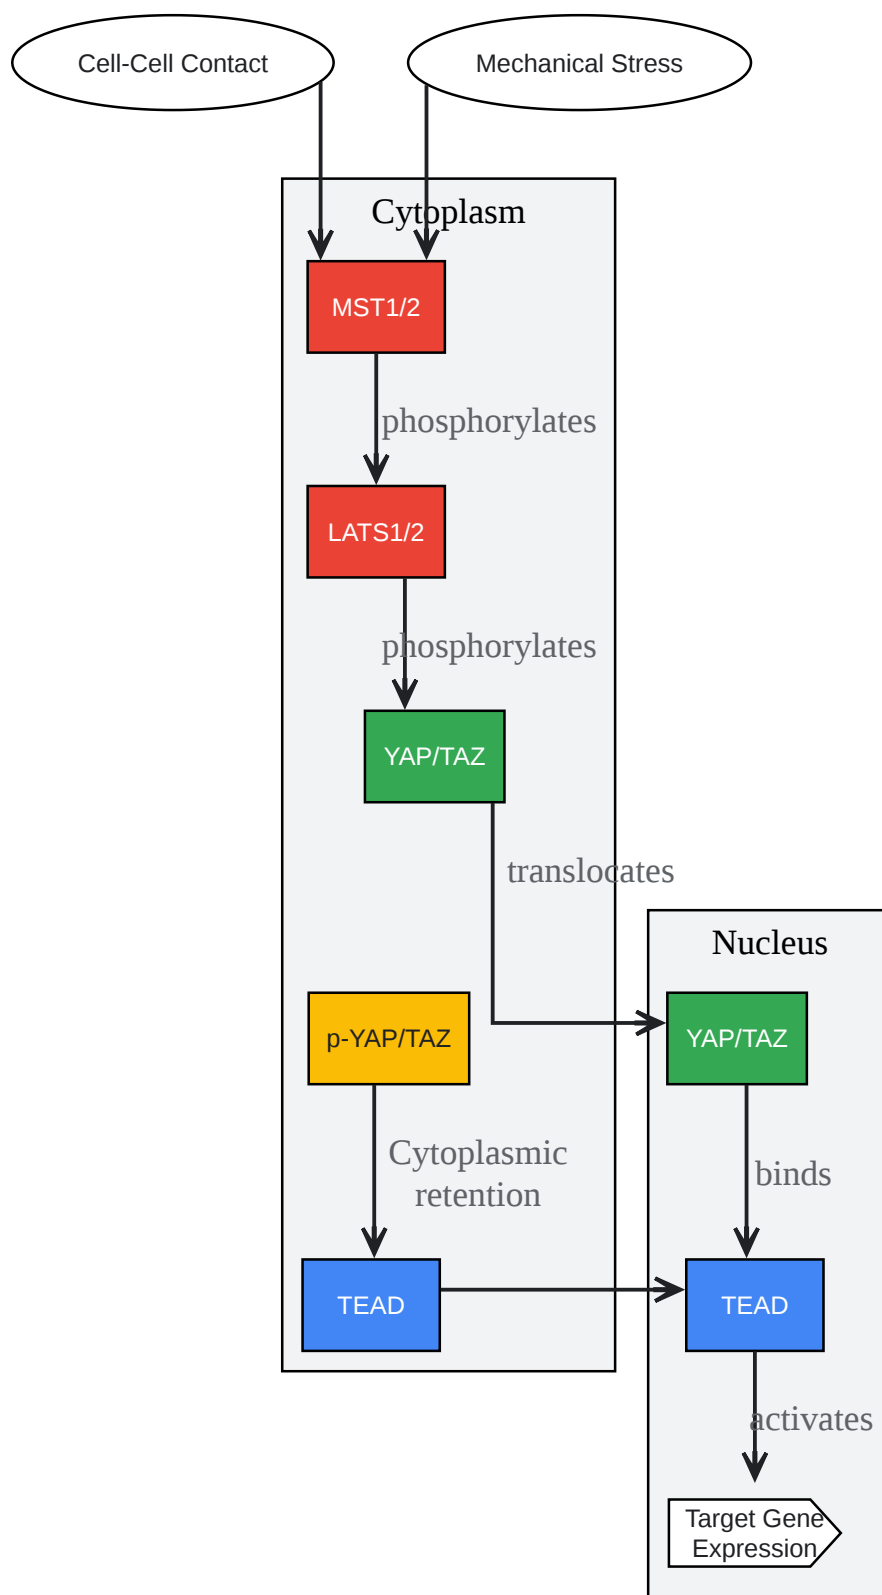 Cell-Cell Contact
Mechanical Stress
Cytoplasm
MST1/2
phosphorylates
LATS1/2
phosphorylates
YAP/TAZ
translocates
Nucleus
p-YAP/TAZ
YAP/TAZ
Cytoplasmic
retention
binds
TEAD
TEAD
activates
Target Gene
Expression